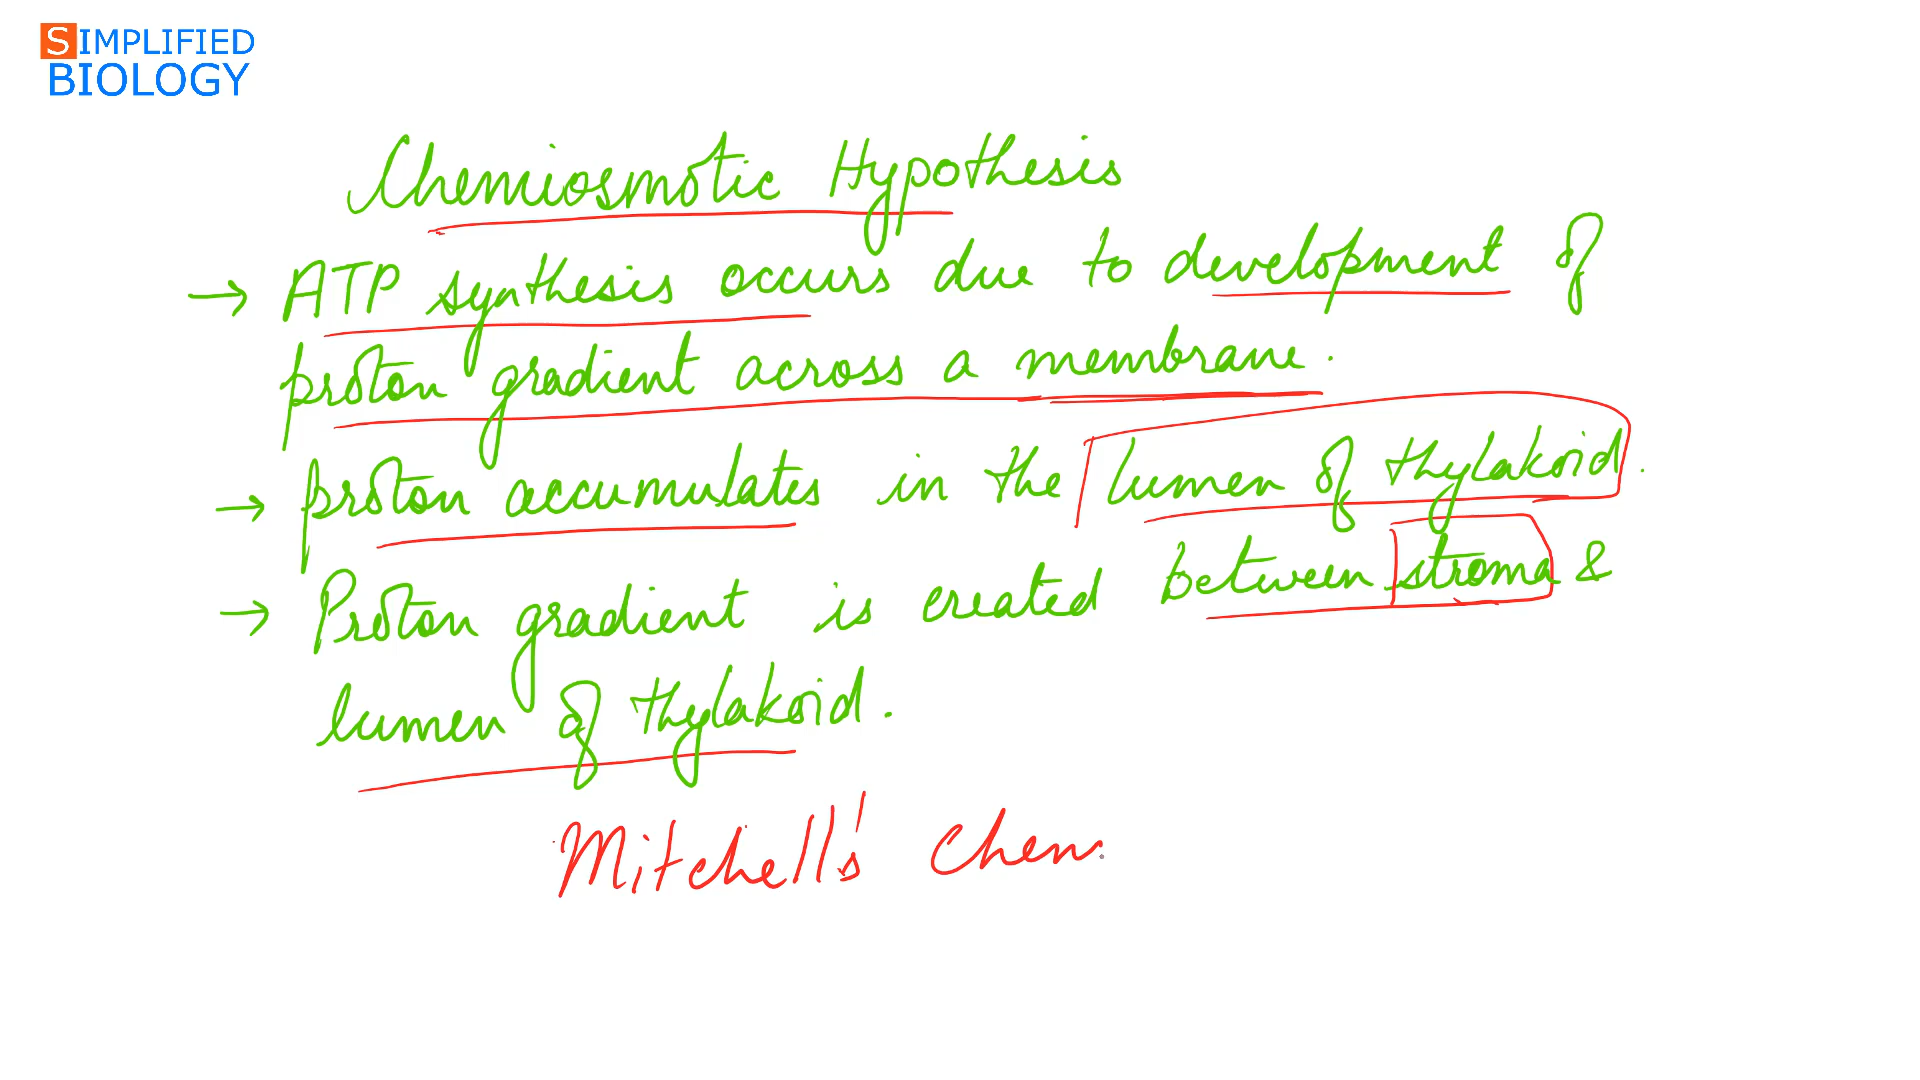 SIMPLIFIED
BIOLOGY
Chemiosmotic Hypothesis
→ ATP synthesis occurs due to development of
proton gradient across a membrane.
→ proton accumulates in the lumen of thylakoid.
→ Proton gradient is created between stroma &
lumen of thylakoid.
Mitchell's Chem